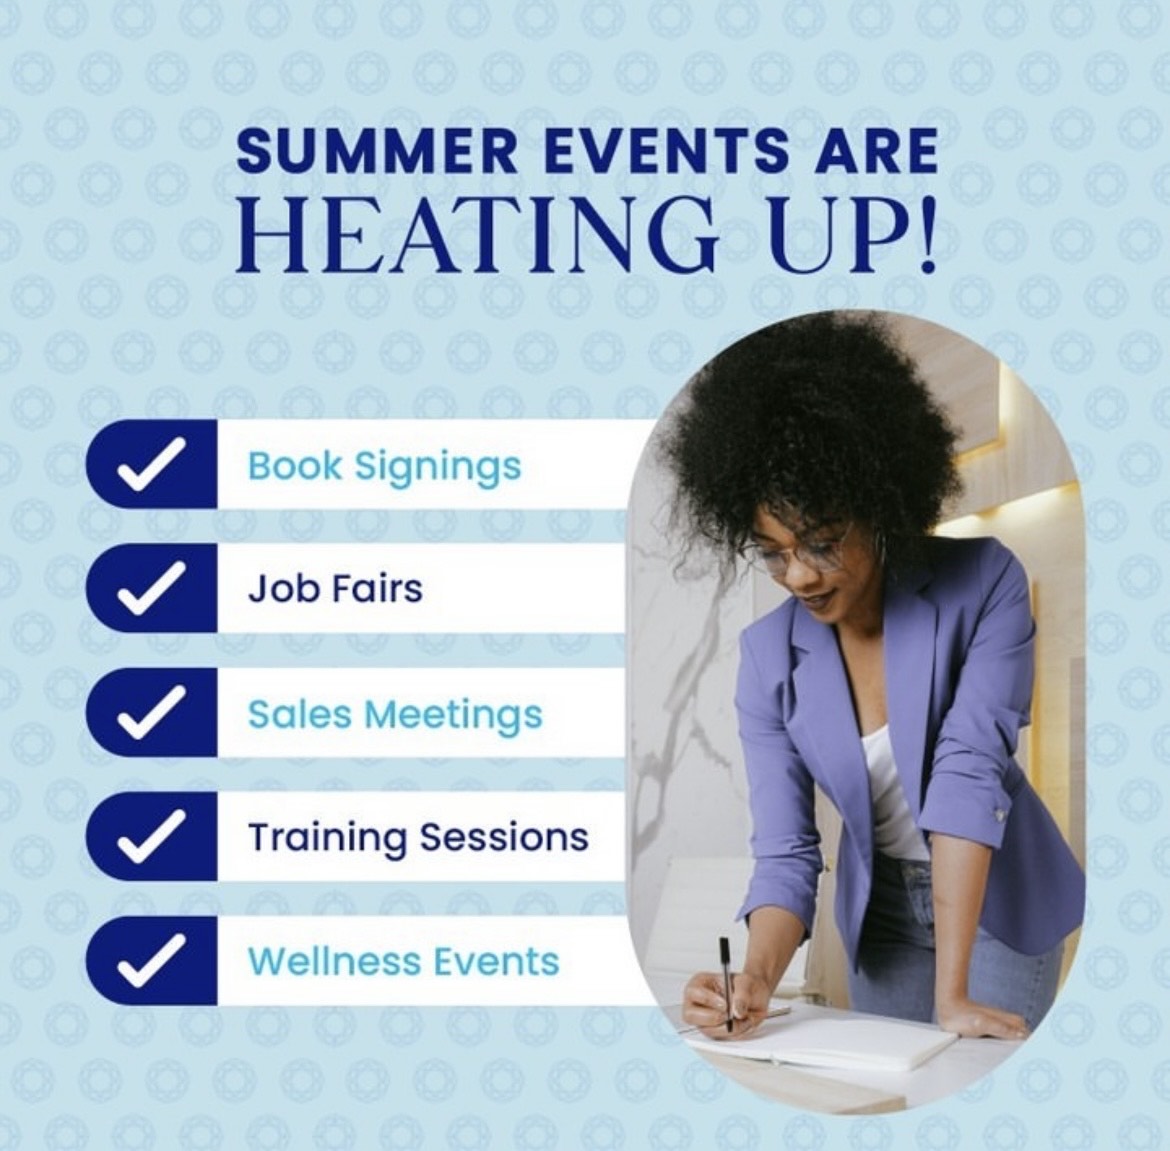 SUMMER EVENTS ARE
HEATING UP!
Book Signings
Job Fairs
Sales Meetings
Training Sessions
Wellness Events